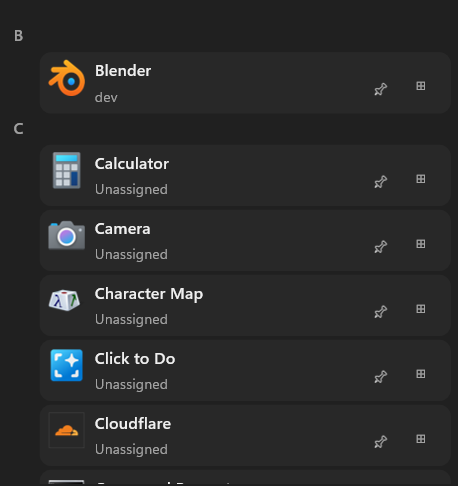 B
Blender
dev
C
Calculator
Unassigned
Camera
Unassigned
Character Map
Unassigned
Click to Do
Unassigned
Cloudflare
Unassigned